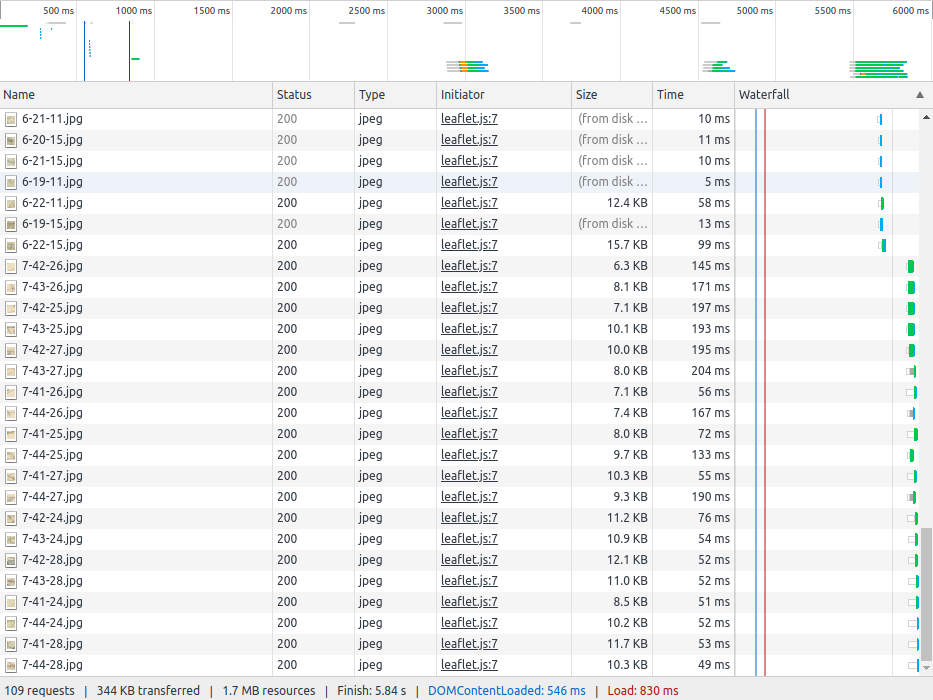 500 ms 1000 ms 1500 ms 2000 ms 2500 ms 3000 ms 3500 ms 4000 ms 4500 ms 5000 ms 5500 ms 6000 ms
Name Status Type Initiator Size Time Waterfall ▲
6-21-11.jpg 200 jpeg leaflet.js:7 (from disk ... 10 ms
6-20-15.jpg 200 jpeg leaflet.js:7 (from disk ... 11 ms
6-21-15.jpg 200 jpeg leaflet.js:7 (from disk ... 10 ms
6-19-11.jpg 200 jpeg leaflet.js:7 (from disk ... 5 ms
6-22-11.jpg 200 jpeg leaflet.js:7 12.4 KB 58 ms
6-19-15.jpg 200 jpeg leaflet.js:7 (from disk ... 13 ms
6-22-15.jpg 200 jpeg leaflet.js:7 15.7 KB 99 ms
7-42-26.jpg 200 jpeg leaflet.js:7 6.3 KB 145 ms
7-43-26.jpg 200 jpeg leaflet.js:7 8.1 KB 171 ms
7-42-25.jpg 200 jpeg leaflet.js:7 7.1 KB 197 ms
7-43-25.jpg 200 jpeg leaflet.js:7 10.1 KB 193 ms
7-42-27.jpg 200 jpeg leaflet.js:7 10.0 KB 195 ms
7-43-27.jpg 200 jpeg leaflet.js:7 8.0 KB 204 ms
7-41-26.jpg 200 jpeg leaflet.js:7 7.1 KB 56 ms
7-44-26.jpg 200 jpeg leaflet.js:7 7.4 KB 167 ms
7-41-25.jpg 200 jpeg leaflet.js:7 8.0 KB 72 ms
7-44-25.jpg 200 jpeg leaflet.js:7 9.7 KB 133 ms
7-41-27.jpg 200 jpeg leaflet.js:7 10.3 KB 55 ms
7-44-27.jpg 200 jpeg leaflet.js:7 9.3 KB 190 ms
7-42-24.jpg 200 jpeg leaflet.js:7 11.2 KB 76 ms
7-43-24.jpg 200 jpeg leaflet.js:7 10.9 KB 54 ms
7-42-28.jpg 200 jpeg leaflet.js:7 12.1 KB 52 ms
7-43-28.jpg 200 jpeg leaflet.js:7 11.0 KB 52 ms
7-41-24.jpg 200 jpeg leaflet.js:7 8.5 KB 51 ms
7-44-24.jpg 200 jpeg leaflet.js:7 10.2 KB 52 ms
7-41-28.jpg 200 jpeg leaflet.js:7 11.7 KB 53 ms
7-44-28.jpg 200 jpeg leaflet.js:7 10.3 KB 49 ms
109 requests | 344 KB transferred | 1.7 MB resources | Finish: 5.84 s | DOMContentLoaded: 546 ms | Load: 830 ms